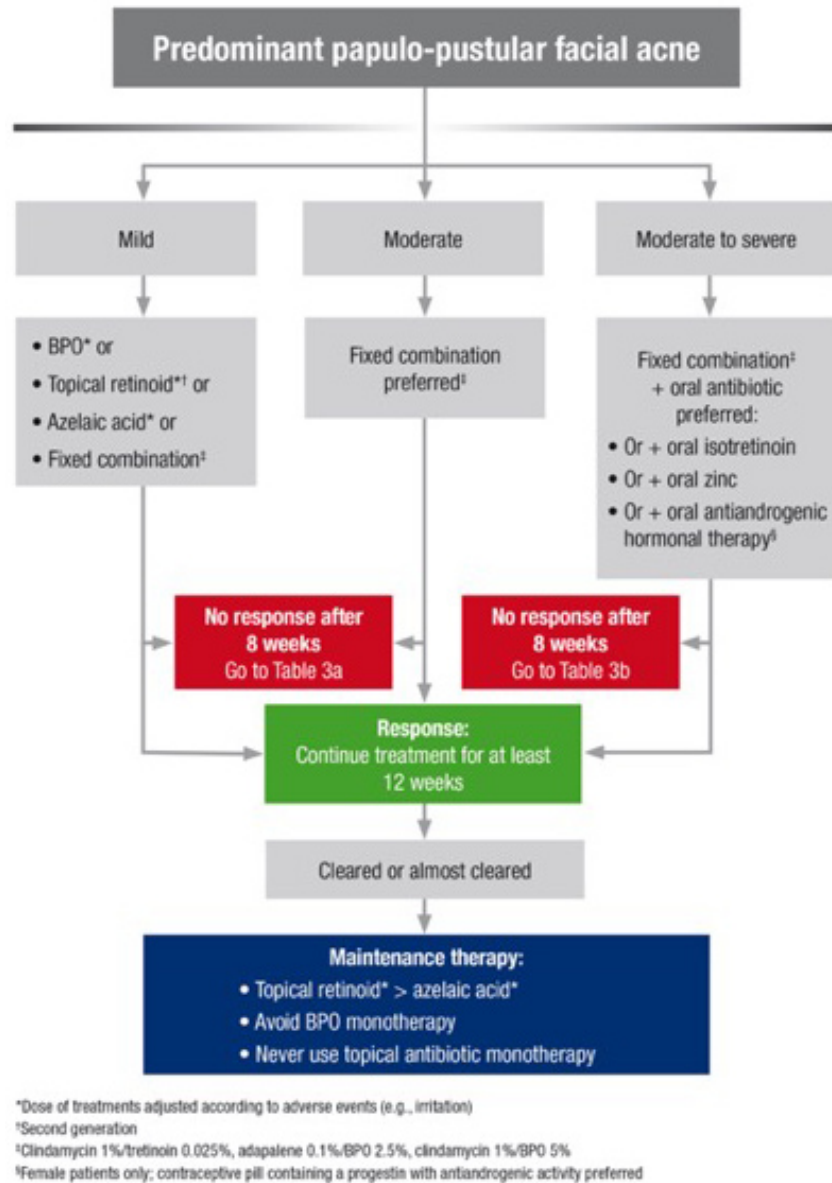 Predominant papulo-pustular facial acne
Mild
Moderate
Moderate to severe
• BPO* or
• Topical retinoid*† or
• Azelaic acid* or
• Fixed combination‡
Fixed combination
preferred‡
Fixed combination‡
+ oral antibiotic
preferred:
• Or + oral isotretinoin
• Or + oral zinc
• Or + oral antiandrogenic
hormonal therapy§
No response after
8 weeks
Go to Table 3a
No response after
8 weeks
Go to Table 3b
Response:
Continue treatment for at least
12 weeks
Cleared or almost cleared
Maintenance therapy:
• Topical retinoid* > azelaic acid*
• Avoid BPO monotherapy
• Never use topical antibiotic monotherapy
*Dose of treatments adjusted according to adverse events (e.g., irritation)
†Second generation
‡Clindamycin 1%/tretinoin 0.025%, adapalene 0.1%/BPO 2.5%, clindamycin 1%/BPO 5%
§Female patients only; contraceptive pill containing a progestin with antiandrogenic activity preferred